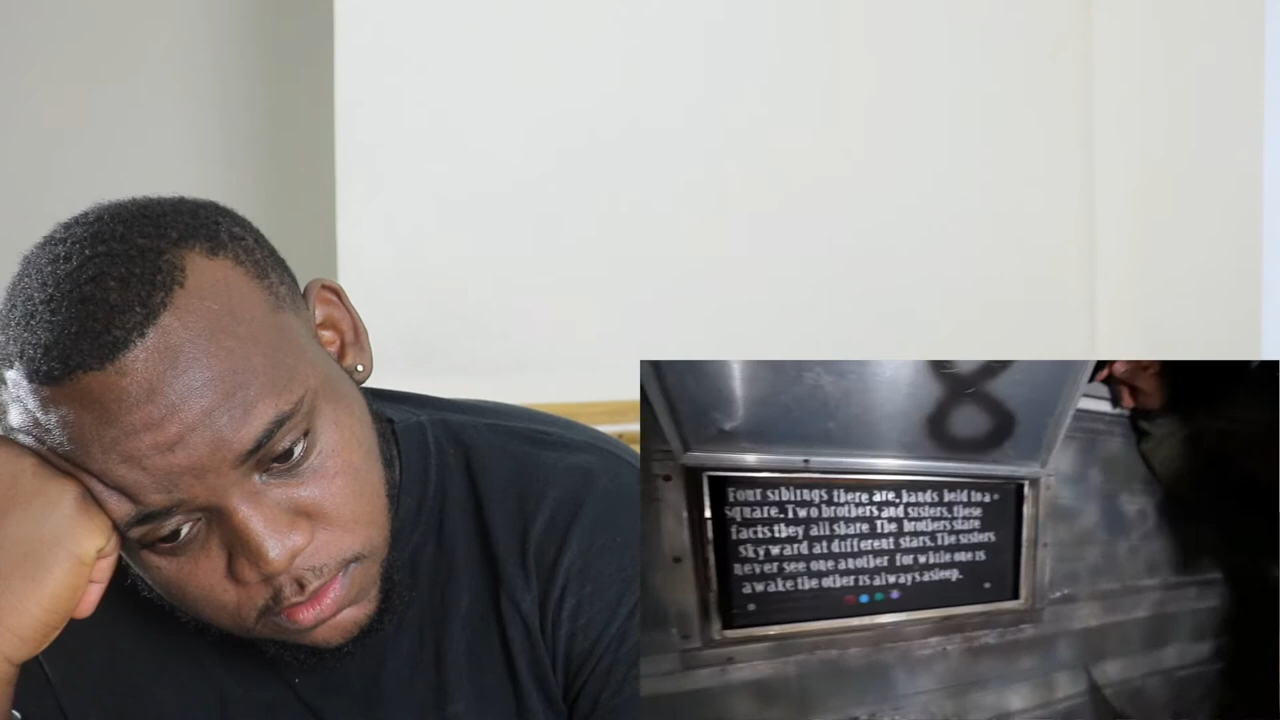 8
Four siblings there are, hands held to a
square. Two brothers and sisters, these
facts they all share. The brothers stare
skyward at different stars. The sisters
never see one another for while one is
awake the other is always asleep.